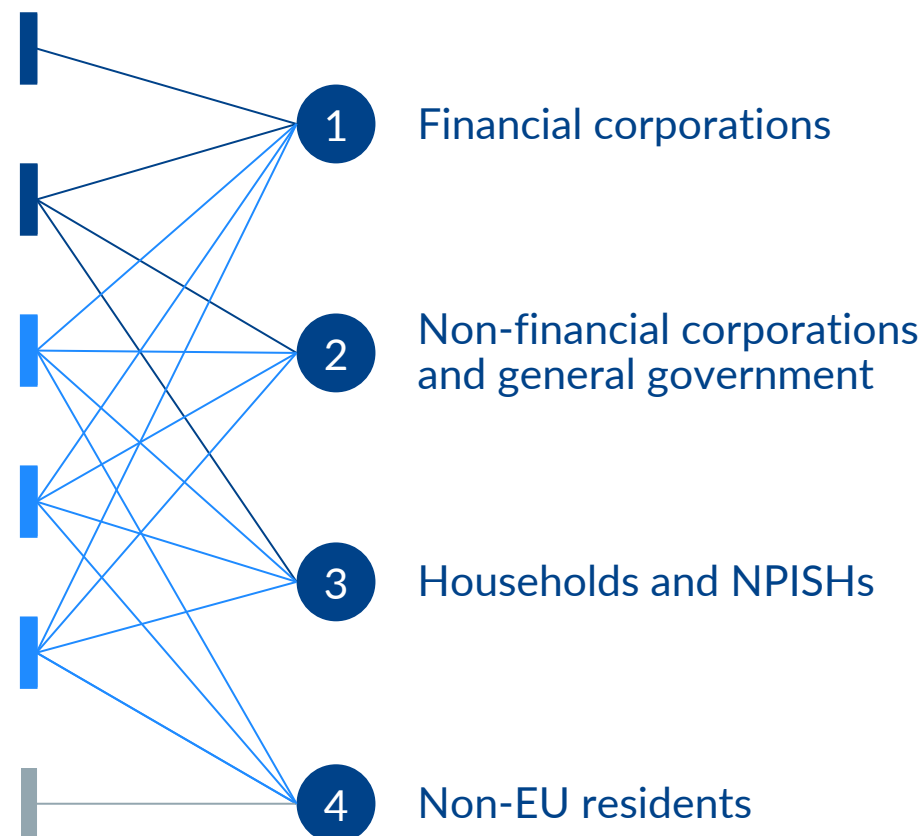 1 Financial corporations
2 Non-financial corporations
and general government
3 Households and NPISHs
4 Non-EU residents